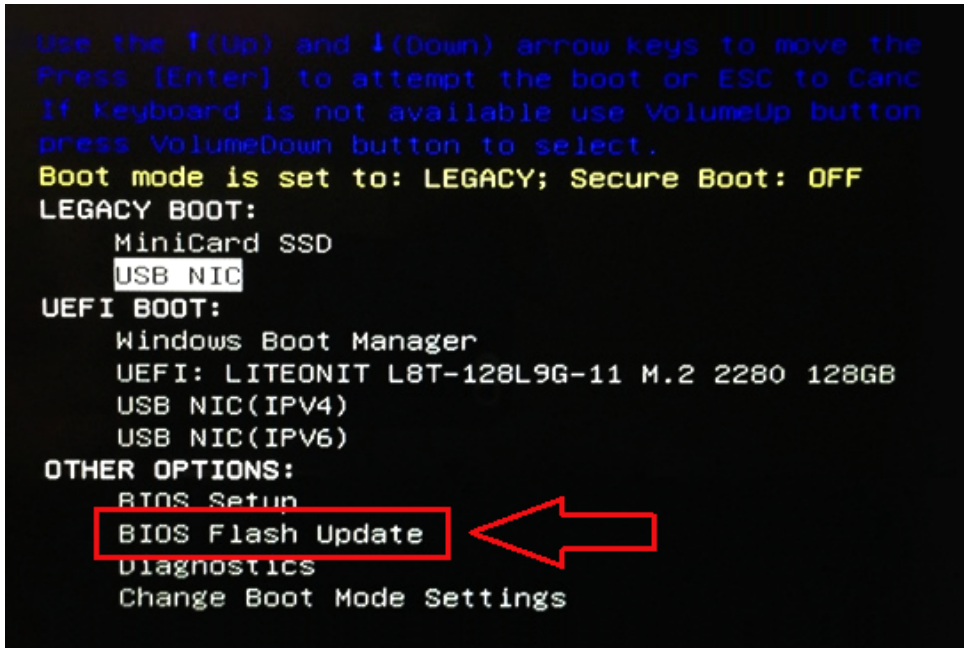 Use the ↑(Up) and ↓(Down) arrow keys to move the
Press [Enter] to attempt the boot or ESC to Canc
If Keyboard is not available use VolumeUp button
press VolumeDown button to select.
Boot mode is set to: LEGACY; Secure Boot: OFF
LEGACY BOOT:
MiniCard SSD
USB NIC
UEFI BOOT:
Windows Boot Manager
UEFI: LITEONIT L8T-128L9G-11 M.2 2280 128GB
USB NIC(IPV4)
USB NIC(IPV6)
OTHER OPTIONS:
BIOS Setup
BIOS Flash Update
Diagnostics
Change Boot Mode Settings